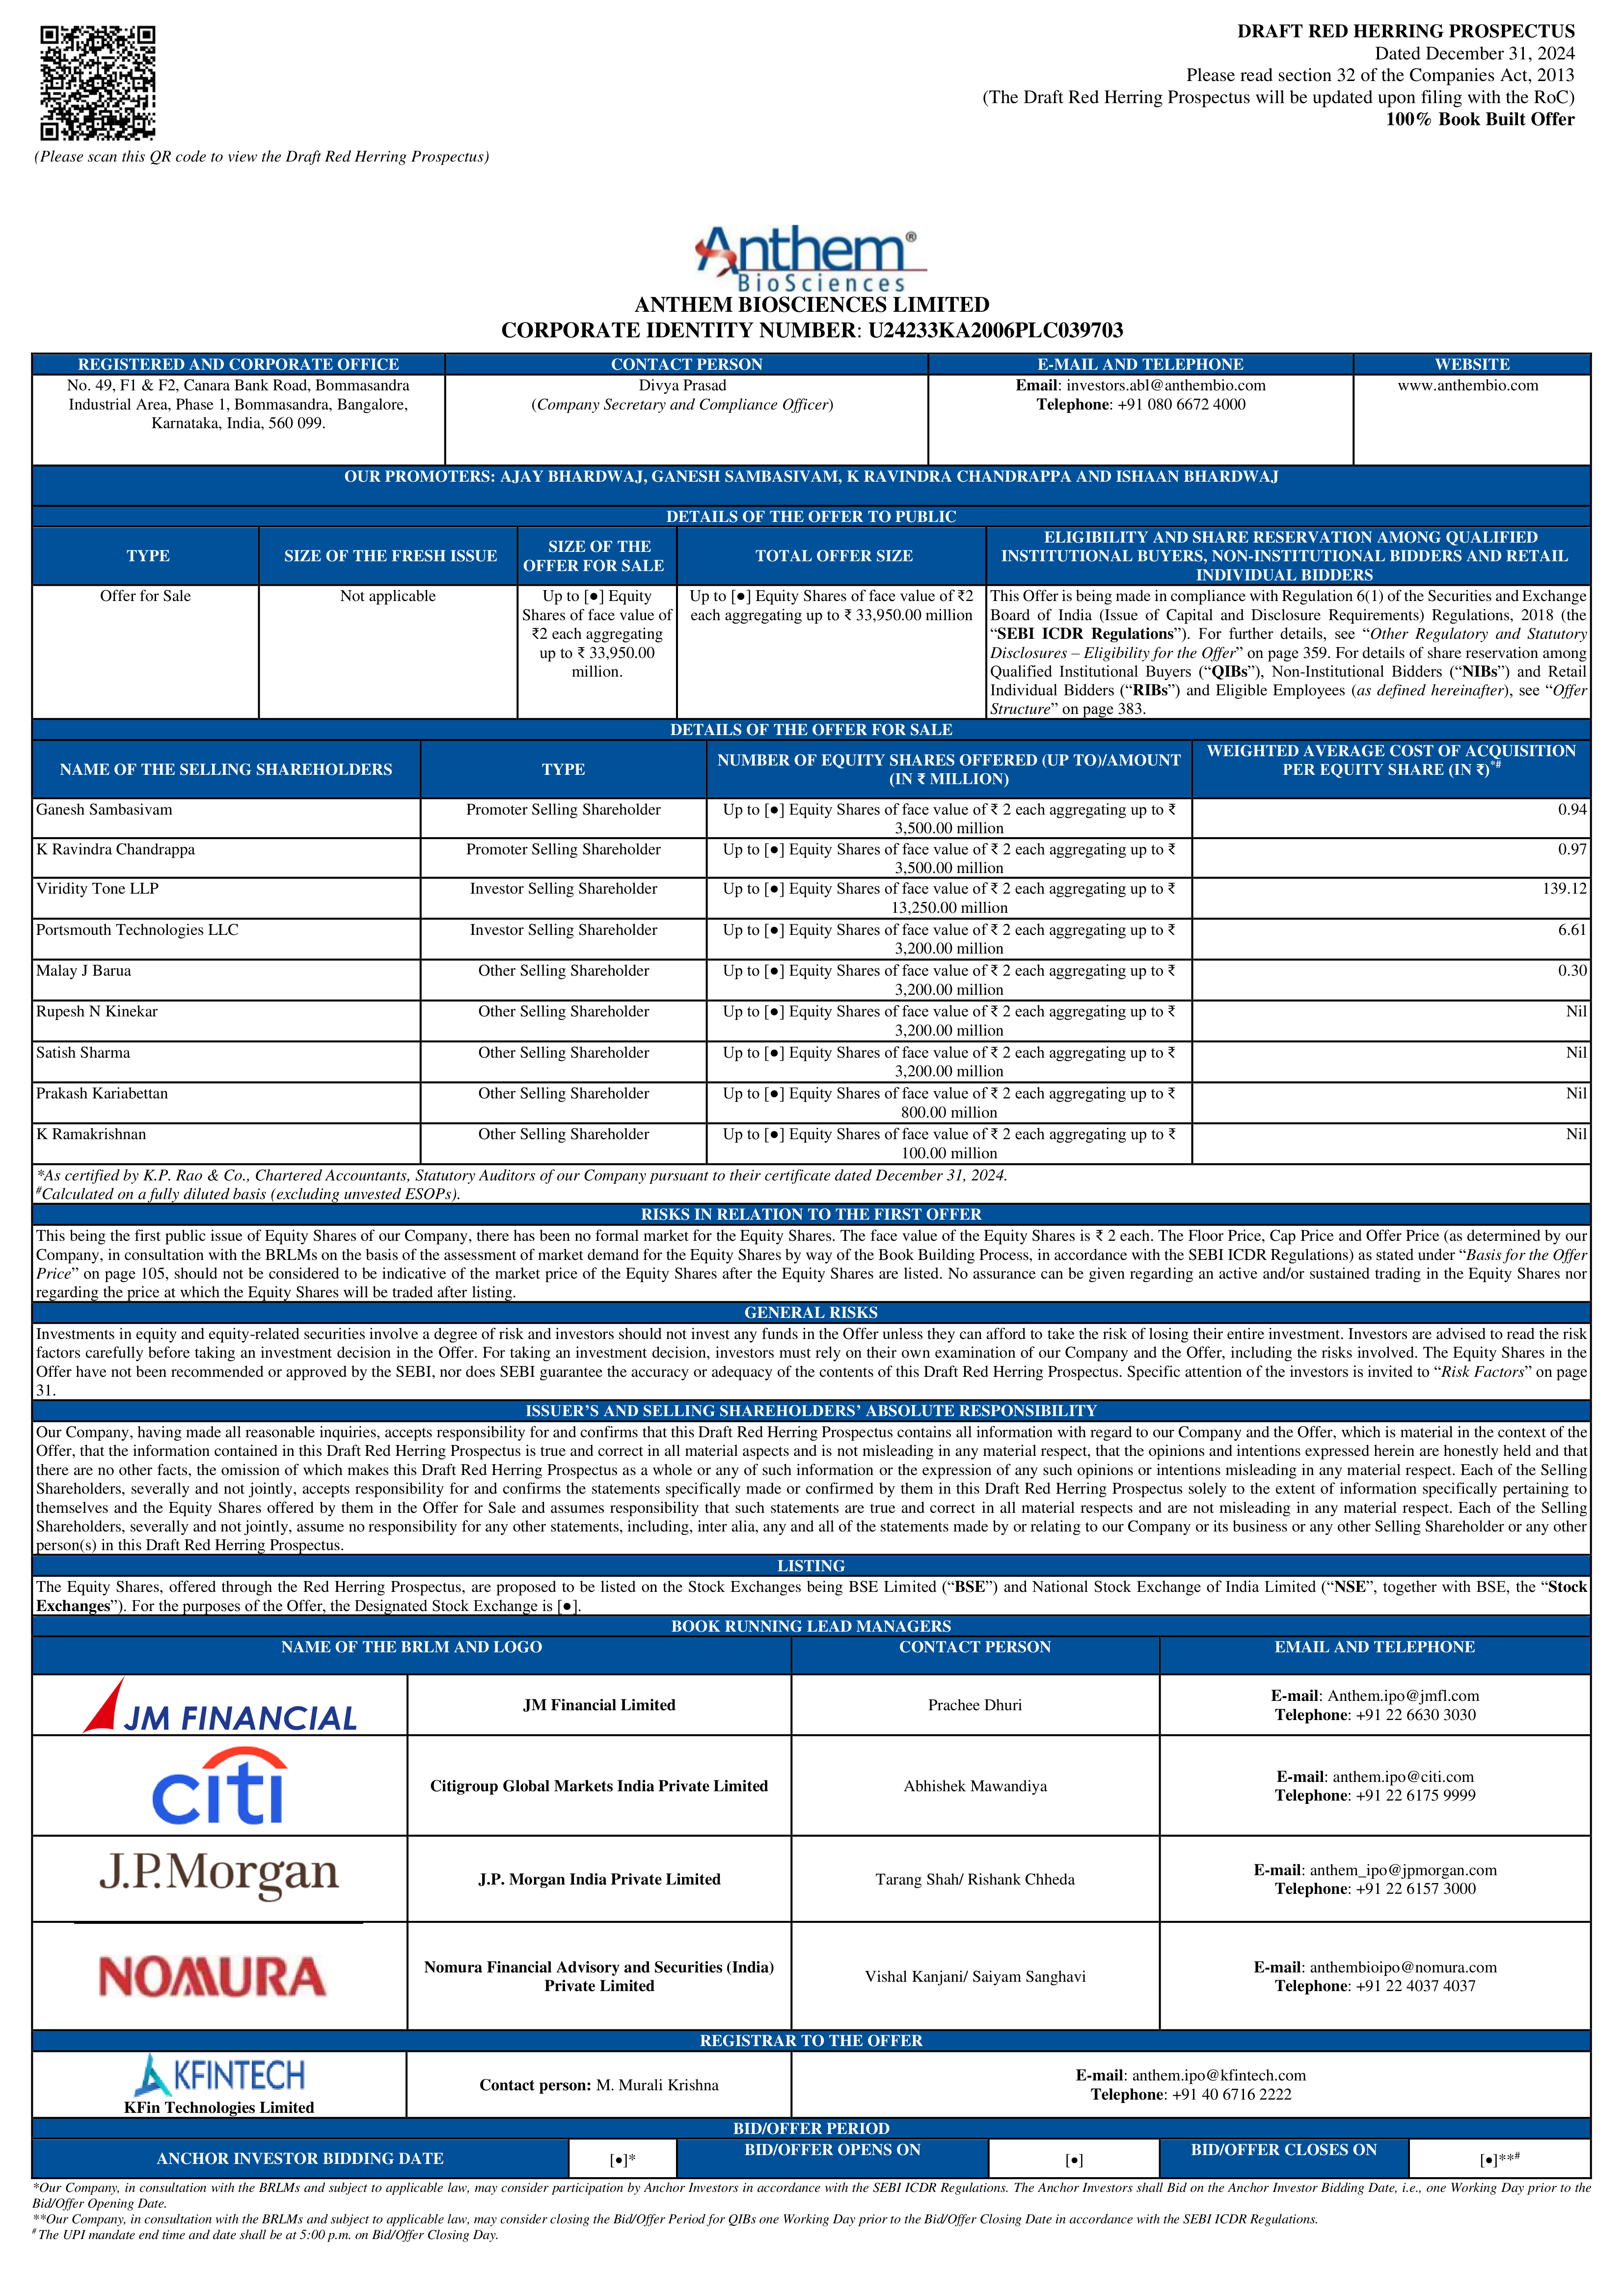 DRAFT RED HERRING PROSPECTUS
Dated December 31, 2024
Please read section 32 of the Companies Act, 2013
(The Draft Red Herring Prospectus will be updated upon filing with the RoC)
100% Book Built Offer
(Please scan this QR code to view the Draft Red Herring Prospectus)
Anthem®
BioSciences
ANTHEM BIOSCIENCES LIMITED
CORPORATE IDENTITY NUMBER: U24233KA2006PLC039703
REGISTERED AND CORPORATE OFFICE CONTACT PERSON E-MAIL AND TELEPHONE WEBSITE
No. 49, F1 & F2, Canara Bank Road, Bommasandra Divya Prasad Email: investors.abl@anthembio.com www.anthembio.com
Industrial Area, Phase 1, Bommasandra, Bangalore, (Company Secretary and Compliance Officer) Telephone: +91 080 6672 4000
Karnataka, India, 560 099.
OUR PROMOTERS: AJAY BHARDWAJ, GANESH SAMBASIVAM, K RAVINDRA CHANDRAPPA AND ISHAAN BHARDWAJ
DETAILS OF THE OFFER TO PUBLIC
TYPE
SIZE OF THE FRESH ISSUE
SIZE OF THE
OFFER FOR SALE
TOTAL OFFER SIZE
ELIGIBILITY AND SHARE RESERVATION AMONG QUALIFIED
INSTITUTIONAL BUYERS, NON-INSTITUTIONAL BIDDERS AND RETAIL
INDIVIDUAL BIDDERS
Offer for Sale
Not applicable
Up to [●] Equity
Shares of face value of
₹2 each aggregating
up to ₹ 33,950.00
million.
Up to [●] Equity Shares of face value of ₹2
each aggregating up to ₹ 33,950.00 million
This Offer is being made in compliance with Regulation 6(1) of the Securities and Exchange
Board of India (Issue of Capital and Disclosure Requirements) Regulations, 2018 (the
“SEBI ICDR Regulations”). For further details, see “Other Regulatory and Statutory
Disclosures – Eligibility for the Offer” on page 359. For details of share reservation among
Qualified Institutional Buyers (“QIBs”), Non-Institutional Bidders (“NIBs”) and Retail
Individual Bidders (“RIBs”) and Eligible Employees (as defined hereinafter), see “Offer
Structure” on page 383.
DETAILS OF THE OFFER FOR SALE
NAME OF THE SELLING SHAREHOLDERS
TYPE
NUMBER OF EQUITY SHARES OFFERED (UP TO)/AMOUNT
(IN ₹ MILLION)
WEIGHTED AVERAGE COST OF ACQUISITION
PER EQUITY SHARE (IN ₹)*#
Ganesh Sambasivam Promoter Selling Shareholder Up to [●] Equity Shares of face value of ₹ 2 each aggregating up to ₹ 0.94
3,500.00 million
K Ravindra Chandrappa Promoter Selling Shareholder Up to [●] Equity Shares of face value of ₹ 2 each aggregating up to ₹ 0.97
3,500.00 million
Viridity Tone LLP Investor Selling Shareholder Up to [●] Equity Shares of face value of ₹ 2 each aggregating up to ₹ 139.12
13,250.00 million
Portsmouth Technologies LLC Investor Selling Shareholder Up to [●] Equity Shares of face value of ₹ 2 each aggregating up to ₹ 6.61
3,200.00 million
Malay J Barua Other Selling Shareholder Up to [●] Equity Shares of face value of ₹ 2 each aggregating up to ₹ 0.30
3,200.00 million
Rupesh N Kinekar Other Selling Shareholder Up to [●] Equity Shares of face value of ₹ 2 each aggregating up to ₹ Nil
3,200.00 million
Satish Sharma Other Selling Shareholder Up to [●] Equity Shares of face value of ₹ 2 each aggregating up to ₹ Nil
3,200.00 million
Prakash Kariabettan Other Selling Shareholder Up to [●] Equity Shares of face value of ₹ 2 each aggregating up to ₹ Nil
800.00 million
K Ramakrishnan Other Selling Shareholder Up to [●] Equity Shares of face value of ₹ 2 each aggregating up to ₹ Nil
100.00 million
*As certified by K.P. Rao & Co., Chartered Accountants, Statutory Auditors of our Company pursuant to their certificate dated December 31, 2024.
#Calculated on a fully diluted basis (excluding unvested ESOPs).
RISKS IN RELATION TO THE FIRST OFFER
This being the first public issue of Equity Shares of our Company, there has been no formal market for the Equity Shares. The face value of the Equity Shares is ₹ 2 each. The Floor Price, Cap Price and Offer Price (as determined by our
Company, in consultation with the BRLMs on the basis of the assessment of market demand for the Equity Shares by way of the Book Building Process, in accordance with the SEBI ICDR Regulations) as stated under “Basis for the Offer
Price” on page 105, should not be considered to be indicative of the market price of the Equity Shares after the Equity Shares are listed. No assurance can be given regarding an active and/or sustained trading in the Equity Shares nor
regarding the price at which the Equity Shares will be traded after listing.
GENERAL RISKS
Investments in equity and equity-related securities involve a degree of risk and investors should not invest any funds in the Offer unless they can afford to take the risk of losing their entire investment. Investors are advised to read the risk
factors carefully before taking an investment decision in the Offer. For taking an investment decision, investors must rely on their own examination of our Company and the Offer, including the risks involved. The Equity Shares in the
Offer have not been recommended or approved by the SEBI, nor does SEBI guarantee the accuracy or adequacy of the contents of this Draft Red Herring Prospectus. Specific attention of the investors is invited to “Risk Factors” on page
31.
ISSUER’S AND SELLING SHAREHOLDERS’ ABSOLUTE RESPONSIBILITY
Our Company, having made all reasonable inquiries, accepts responsibility for and confirms that this Draft Red Herring Prospectus contains all information with regard to our Company and the Offer, which is material in the context of the
Offer, that the information contained in this Draft Red Herring Prospectus is true and correct in all material aspects and is not misleading in any material respect, that the opinions and intentions expressed herein are honestly held and that
there are no other facts, the omission of which makes this Draft Red Herring Prospectus as a whole or any of such information or the expression of any such opinions or intentions misleading in any material respect. Each of the Selling
Shareholders, severally and not jointly, accepts responsibility for and confirms the statements specifically made or confirmed by them in this Draft Red Herring Prospectus solely to the extent of information specifically pertaining to
themselves and the Equity Shares offered by them in the Offer for Sale and assumes responsibility that such statements are true and correct in all material respects and are not misleading in any material respect. Each of the Selling
Shareholders, severally and not jointly, assume no responsibility for any other statements, including, inter alia, any and all of the statements made by or relating to our Company or its business or any other Selling Shareholder or any other
person(s) in this Draft Red Herring Prospectus.
LISTING
The Equity Shares, offered through the Red Herring Prospectus, are proposed to be listed on the Stock Exchanges being BSE Limited (“BSE”) and National Stock Exchange of India Limited (“NSE”, together with BSE, the “Stock
Exchanges”). For the purposes of the Offer, the Designated Stock Exchange is [●].
BOOK RUNNING LEAD MANAGERS
NAME OF THE BRLM AND LOGO CONTACT PERSON EMAIL AND TELEPHONE
JM FINANCIAL
JM Financial Limited
Prachee Dhuri
E-mail: Anthem.ipo@jmfl.com
Telephone: +91 22 6630 3030
citi
Citigroup Global Markets India Private Limited
Abhishek Mawandiya
E-mail: anthem.ipo@citi.com
Telephone: +91 22 6175 9999
J.P.Morgan
J.P. Morgan India Private Limited
Tarang Shah/ Rishank Chheda
E-mail: anthem_ipo@jpmorgan.com
Telephone: +91 22 6157 3000
NOMURA
Nomura Financial Advisory and Securities (India)
Private Limited
Vishal Kanjani/ Saiyam Sanghavi
E-mail: anthembioipo@nomura.com
Telephone: +91 22 4037 4037
REGISTRAR TO THE OFFER
KFINTECH
KFin Technologies Limited
Contact person: M. Murali Krishna
E-mail: anthem.ipo@kfintech.com
Telephone: +91 40 6716 2222
BID/OFFER PERIOD
ANCHOR INVESTOR BIDDING DATE [●]* BID/OFFER OPENS ON [●] BID/OFFER CLOSES ON [●]**#
*Our Company, in consultation with the BRLMs and subject to applicable law, may consider participation by Anchor Investors in accordance with the SEBI ICDR Regulations. The Anchor Investors shall Bid on the Anchor Investor Bidding Date, i.e., one Working Day prior to the
Bid/Offer Opening Date.
**Our Company, in consultation with the BRLMs and subject to applicable law, may consider closing the Bid/Offer Period for QIBs one Working Day prior to the Bid/Offer Closing Date in accordance with the SEBI ICDR Regulations.
# The UPI mandate end time and date shall be at 5:00 p.m. on Bid/Offer Closing Day.